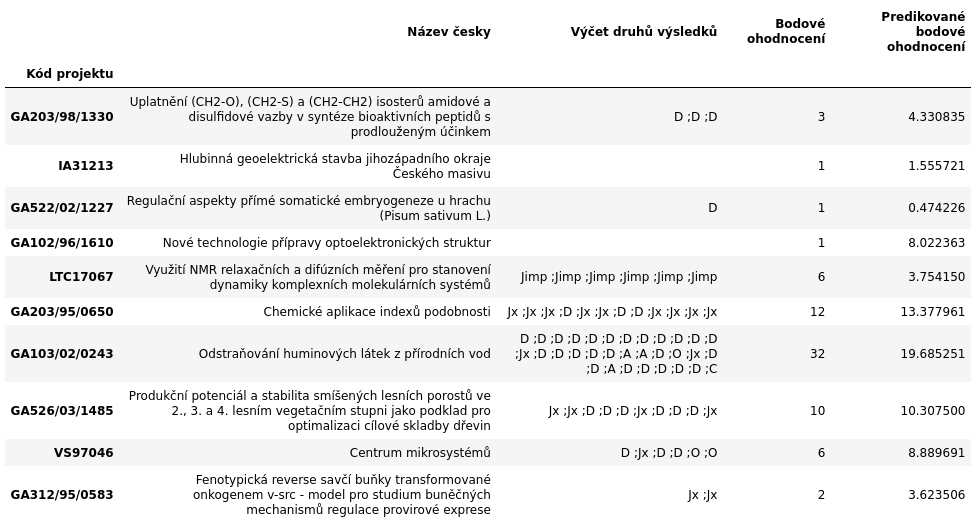 Název česky Výčet druhů výsledků Bodové ohodnocení Predikované bodové ohodnocení
Kód projektu
GA203/98/1330 Uplatnění (CH2-O), (CH2-S) a (CH2-CH2) isosterů amidové a
disulfidové vazby v syntéze bioaktivních peptidů s
prodlouženým účinkem D ;D ;D 3 4.330835
IA31213 Hlubinná geoelektrická stavba jihozápadního okraje
Českého masivu 1 1.555721
GA522/02/1227 Regulační aspekty přímé somatické embryogeneze u hrachu
(Pisum sativum L.) D 1 0.474226
GA102/96/1610 Nové technologie přípravy optoelektronických struktur 1 8.022363
LTC17067 Využití NMR relaxačních a difúzních měření pro stanovení
dynamiky komplexních molekulárních systémů Jimp ;Jimp ;Jimp ;Jimp ;Jimp ;Jimp 6 3.754150
GA203/95/0650 Chemické aplikace indexů podobnosti Jx ;Jx ;Jx ;D ;Jx ;Jx ;D ;D ;Jx ;Jx ;Jx ;Jx 12 13.377961
GA103/02/0243 Odstraňování huminových látek z přírodních vod D ;D ;D ;D ;D ;D ;D ;D ;D ;D ;D ;D
;Jx ;D ;D ;D ;D ;D ;A ;A ;D ;O ;Jx ;D
;D ;A ;D ;D ;D ;D ;D ;C 32 19.685251
GA526/03/1485 Produkční potenciál a stabilita smíšených lesních porostů ve
2., 3. a 4. lesním vegetačním stupni jako podklad pro
optimalizaci cílové skladby dřevin Jx ;Jx ;D ;D ;D ;Jx ;D ;D ;D ;Jx 10 10.307500
VS97046 Centrum mikrosystémů D ;Jx ;D ;D ;O ;O 6 8.889691
GA312/95/0583 Fenotypická reverse savčí buňky transformované
onkogenem v-src - model pro studium buněčných
mechanismů regulace provirové exprese Jx ;Jx 2 3.623506